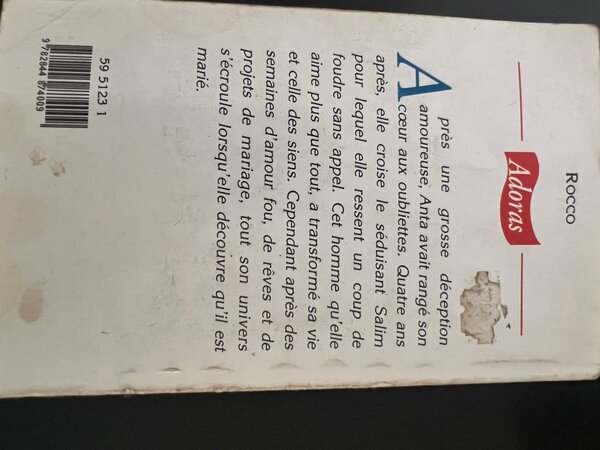 ROCCO
Adoras
Après une grosse déception
amoureuse, Anta avait rangé son
cœur aux oubliettes. Quatre ans
après, elle croise le séduisant Salim
pour lequel elle ressent un coup de
foudre sans appel. Cet homme qu'elle
aime plus que tout, a transformé sa vie
et celle des siens. Cependant après des
semaines d'amour fou, de rêves et de
projets de mariage, tout son univers
s'écroule lorsqu'elle découvre qu'il est
marié.
59 5123 1
9 782844 874009